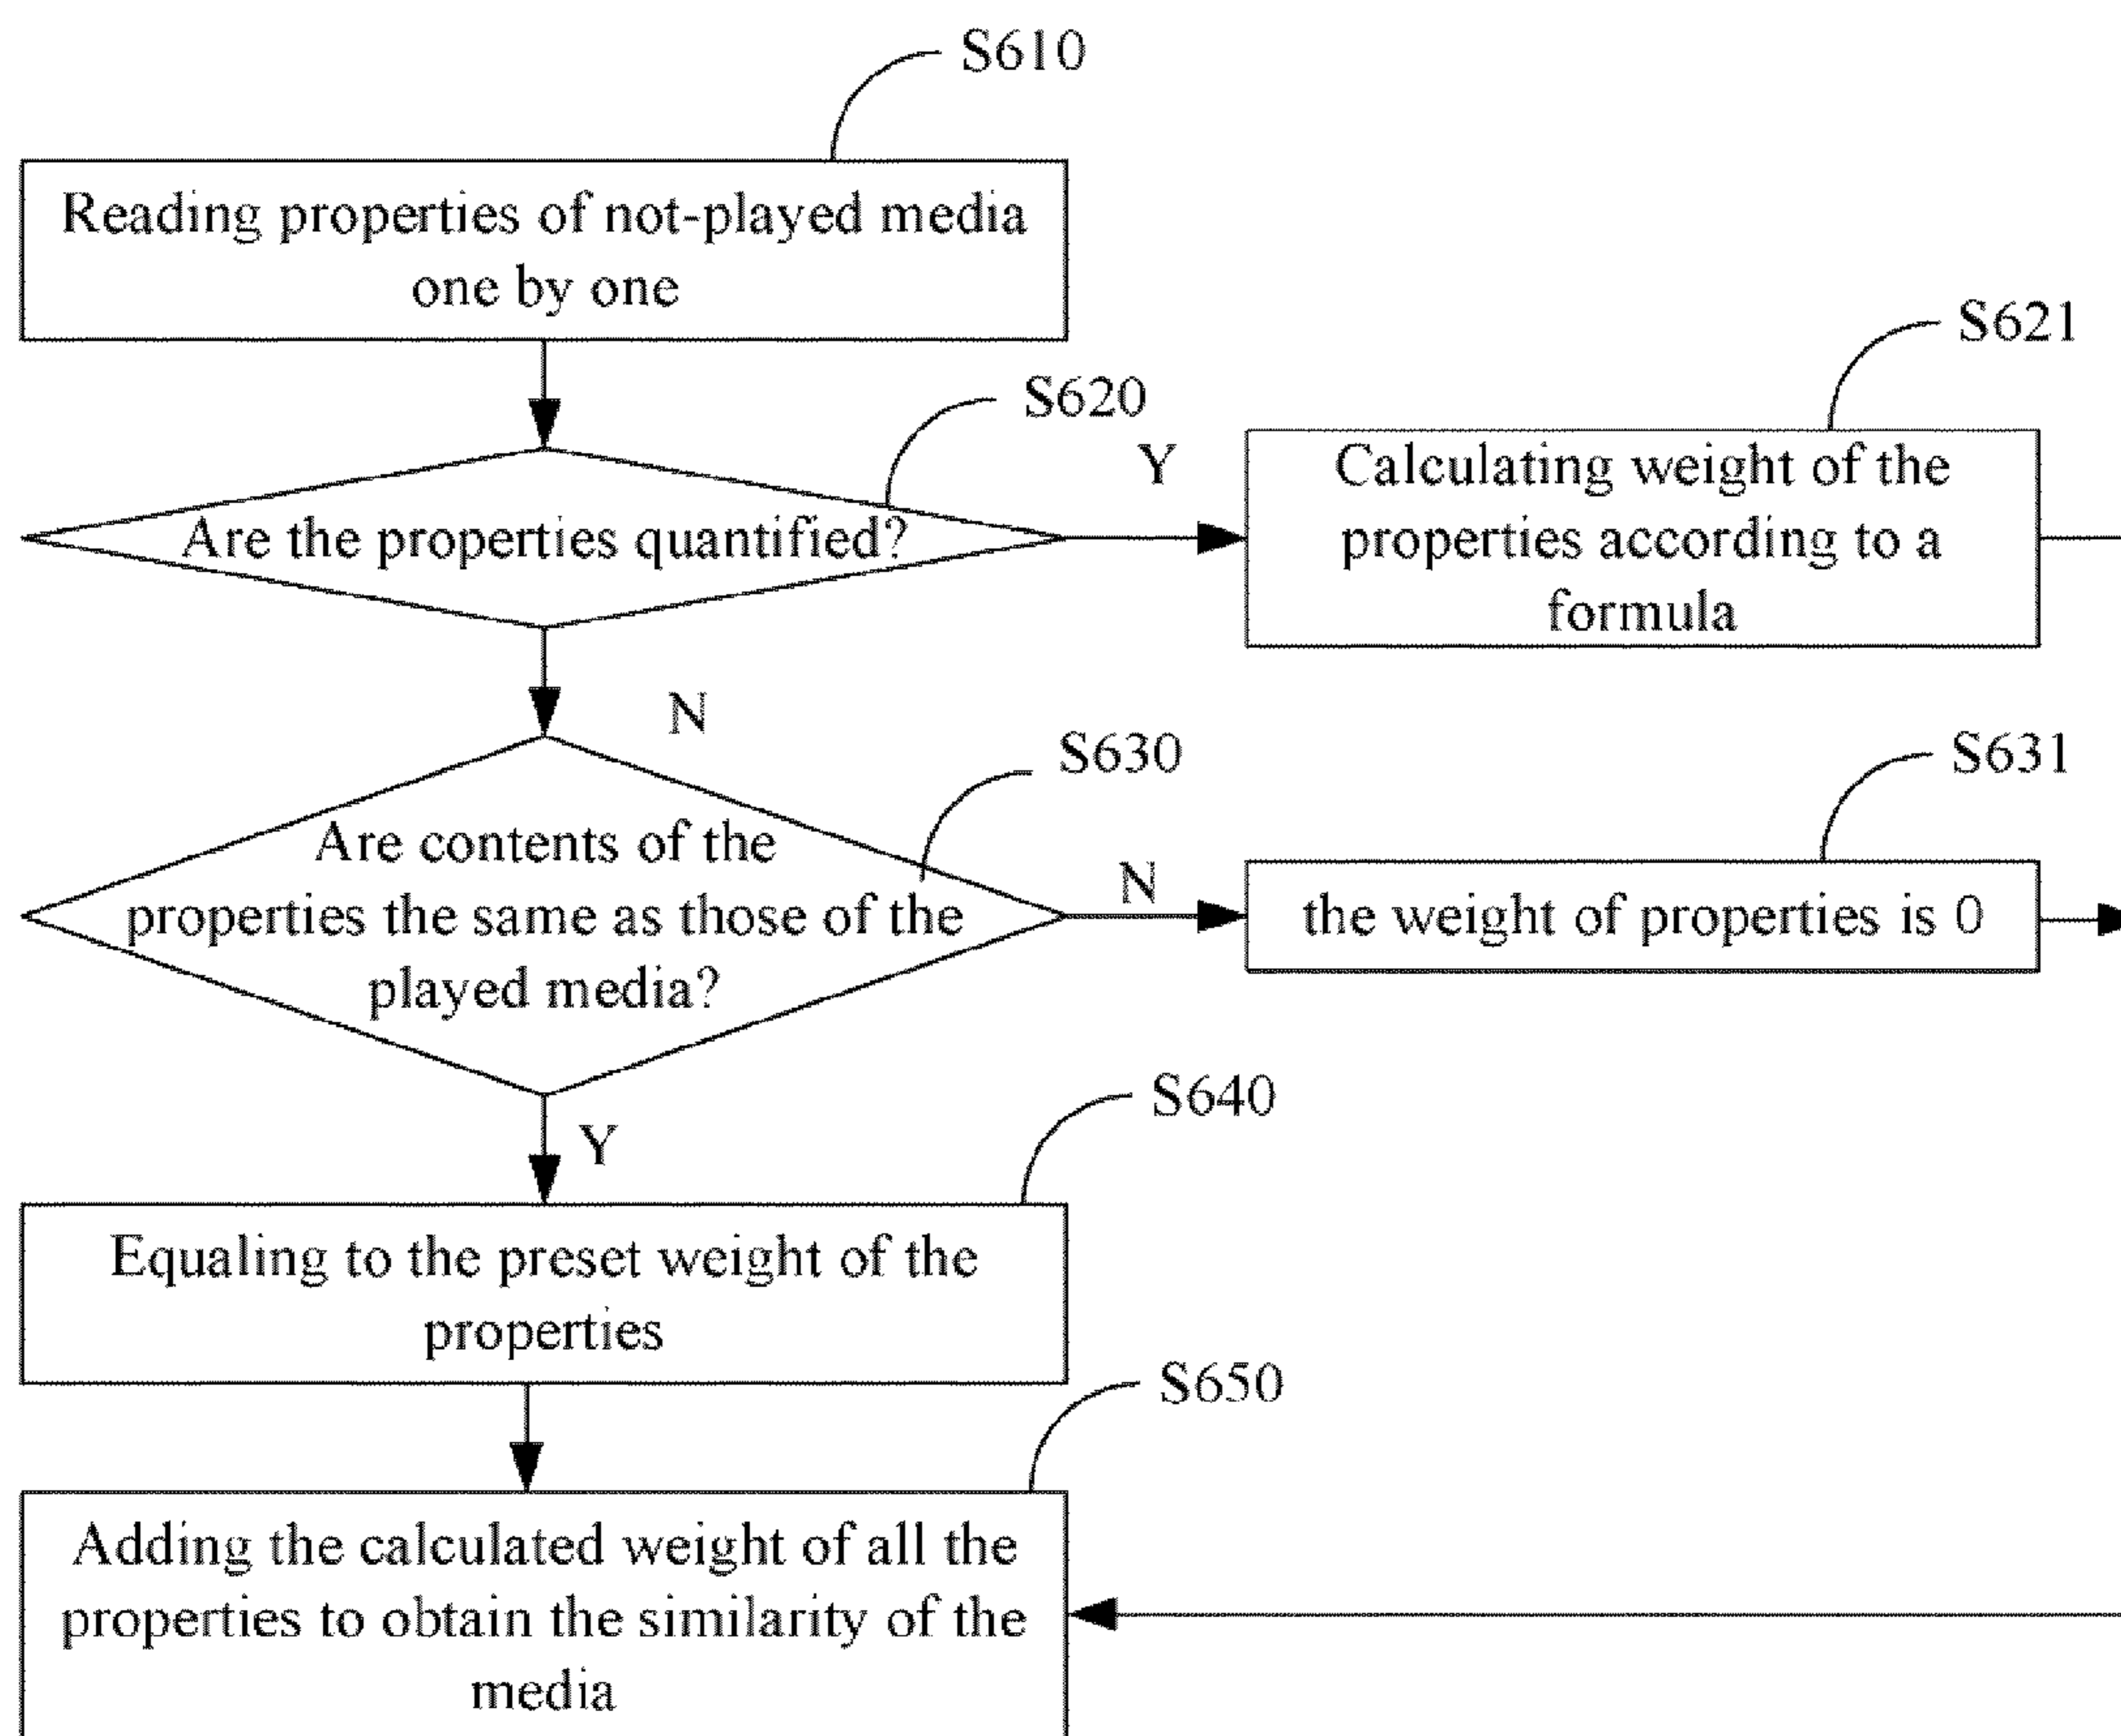 S610
Reading properties of not-played media
one by one
S620
Are the properties quantified?
Y
S621
Calculating weight of the
properties according to a
formula
N
S630
Are contents of the
properties the same as those of the
played media?
N
S631
the weight of properties is 0
Y
S640
Equaling to the preset weight of the
properties
S650
Adding the calculated weight of all the
properties to obtain the similarity of the
media